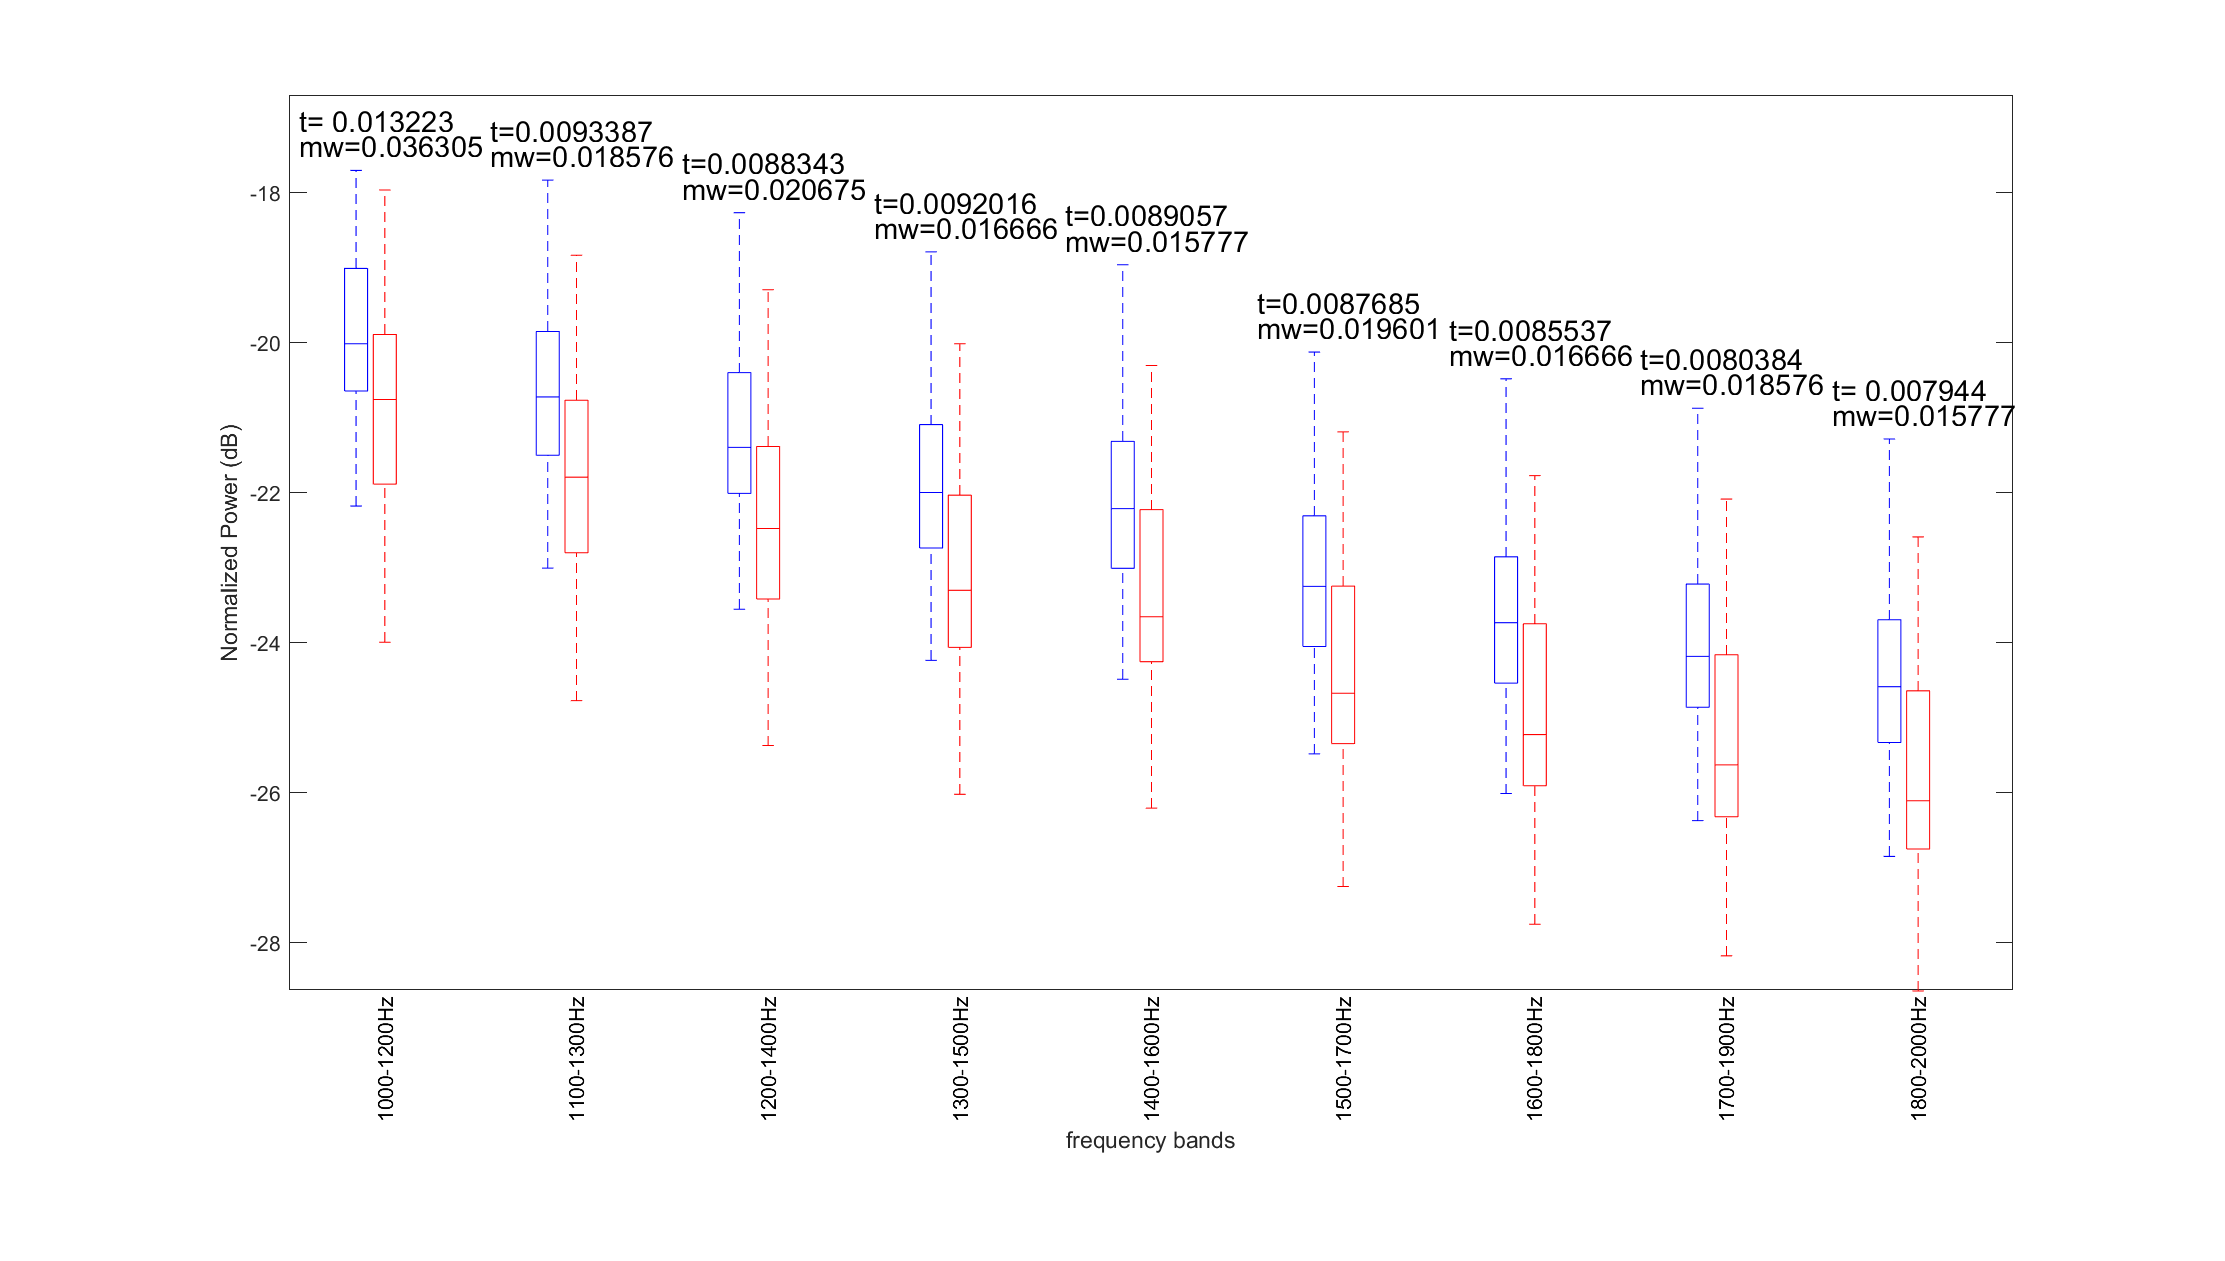 t= 0.013223
mw=0.036305
t=0.0093387
mw=0.018576
t=0.0088343
mw=0.020675
t=0.0092016
mw=0.016666
t=0.0089057
mw=0.015777
t=0.0087685
mw=0.019601
t=0.0085537
mw=0.016666
t=0.0080384
mw=0.018576
t= 0.007944
mw=0.015777
-18
-20
-22
-24
-26
-28
Normalized Power (dB)
1000-1200Hz
1100-1300Hz
1200-1400Hz
1300-1500Hz
1400-1600Hz
1500-1700Hz
1600-1800Hz
1700-1900Hz
1800-2000Hz
frequency bands